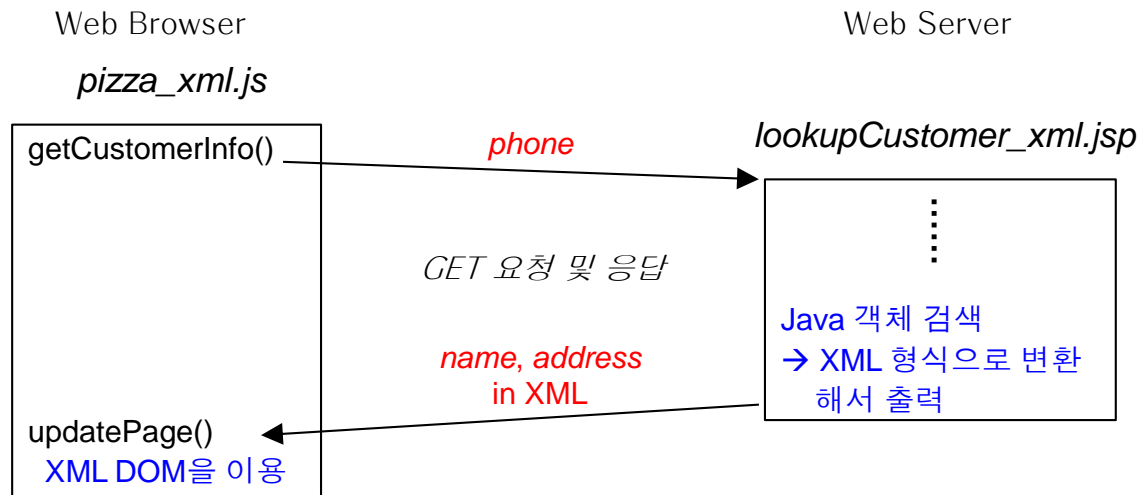 Web Browser
Web Server
pizza_xml.js
lookupCustomer_xml.jsp
getCustomerInfo()
phone
GET 요청 및 응답
Java 객체 검색
→ XML 형식으로 변환
해서 출력
name, address
in XML
updatePage()
XML DOM을 이용